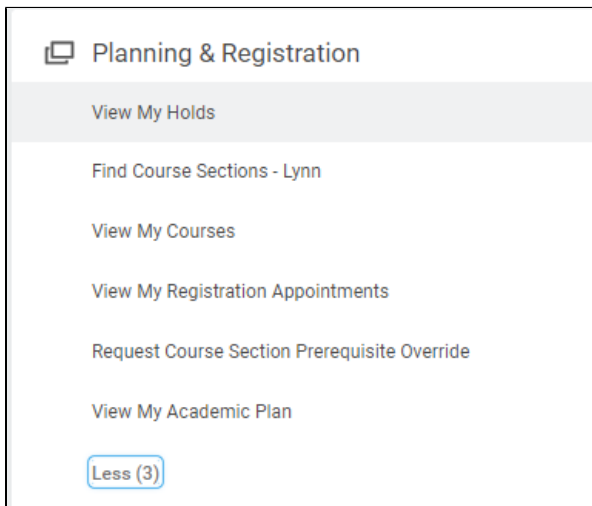 Planning & Registration
View My Holds
Find Course Sections - Lynn
View My Courses
View My Registration Appointments
Request Course Section Prerequisite Override
View My Academic Plan
Less (3)